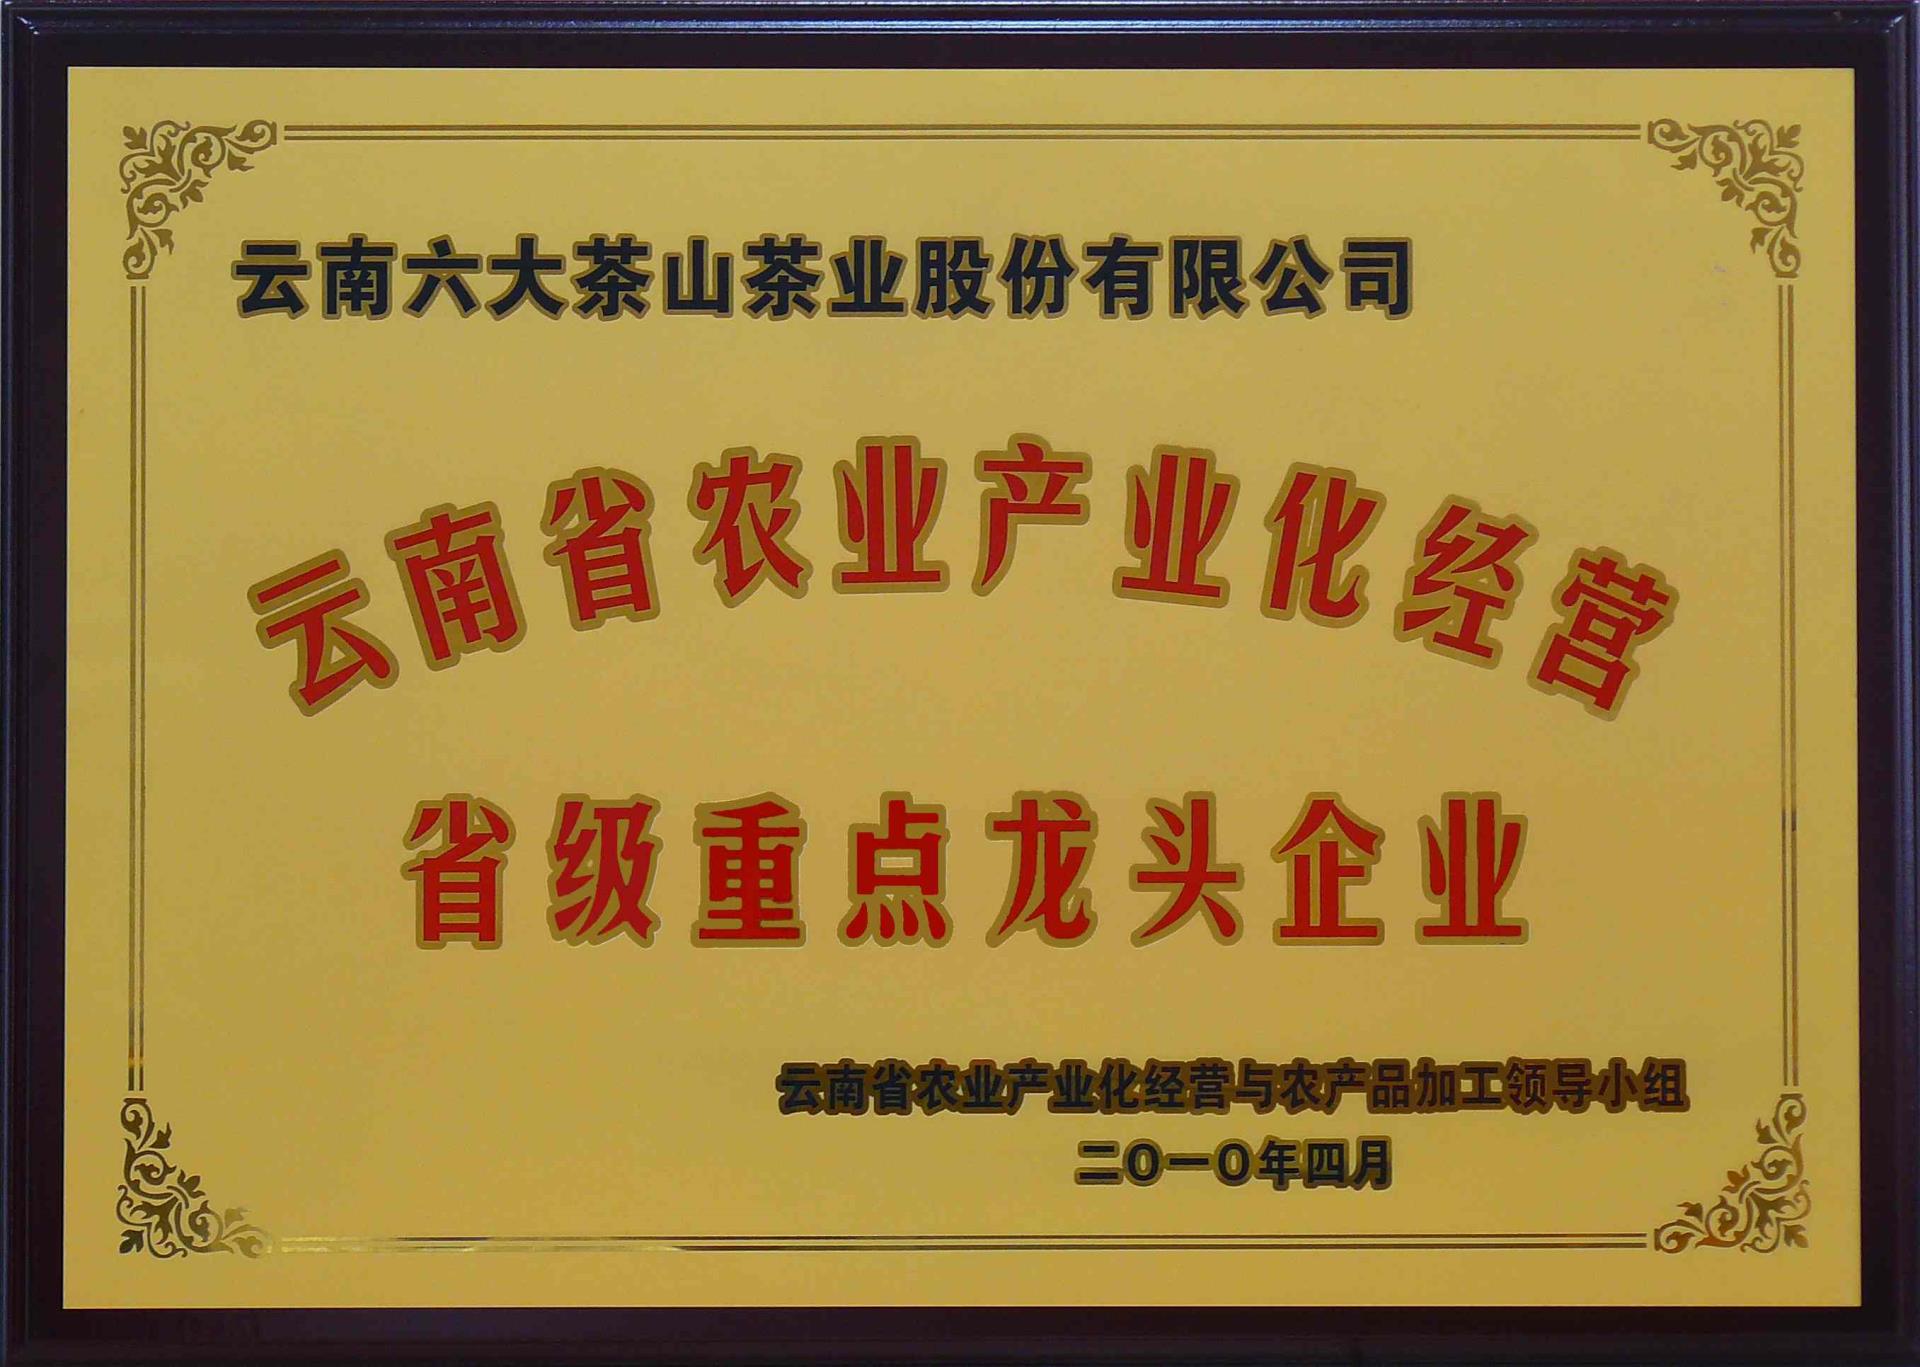 云南六大茶山茶业股份有限公司
云南省农业产业化经营
省级重点龙头企业
云南省农业产业化经营与农产品加工领导小组
二〇一〇年四月